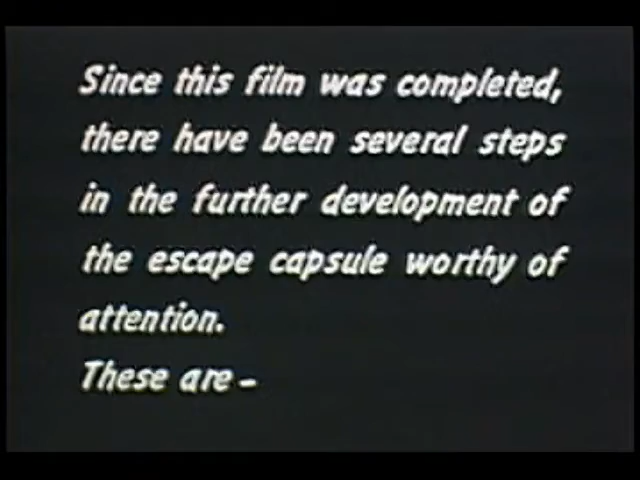 Since this film was completed,
there have been several steps
in the further development of
the escape capsule worthy of
attention.
These are -